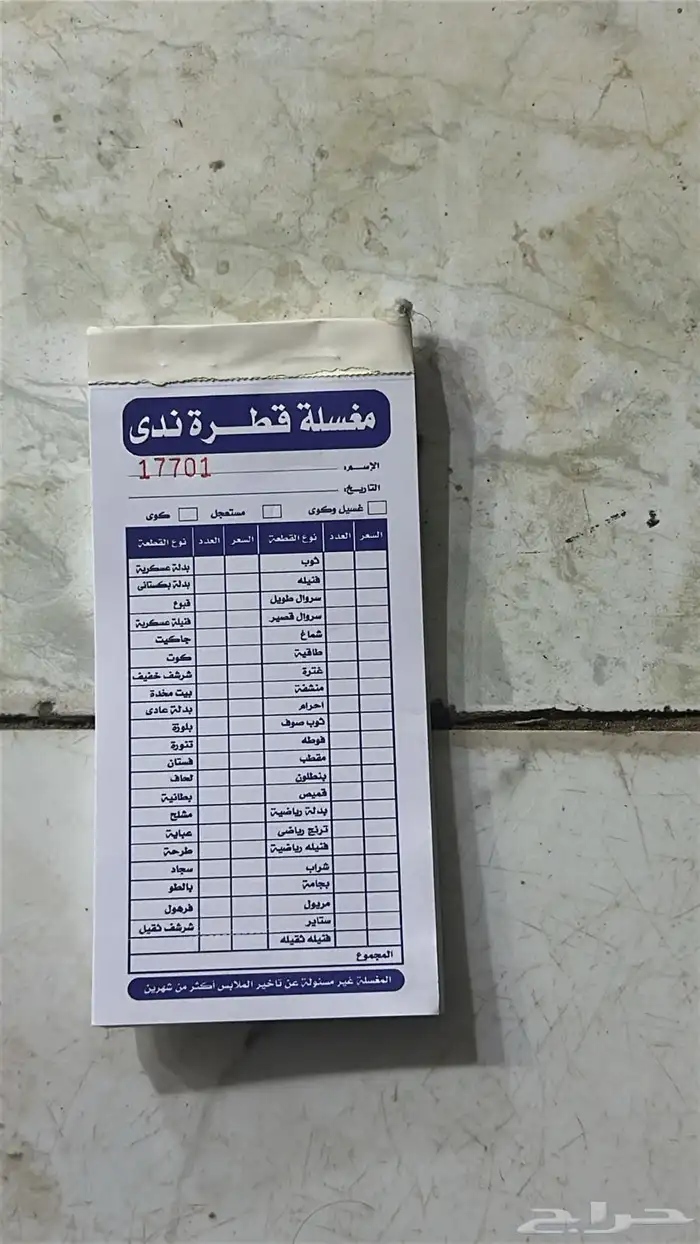 مغسلة قطرة ندى
الإسم:
17701
التاريخ:
غسيل وكوى مستعجل كوى
السعر العدد نوع القطعة السعر العدد نوع القطعة
ثوب بدلة عسكرية
فنيله بدلة بكستانى
سروال طويل قبوع
سروال قصير فنيلة عسكرية
شماغ جاكيت
طاقية كوت
غترة شرشف خفيف
منشفة بيت مخدة
احرام بدلة عادى
ثوب صوف بلوزة
فوطه تنورة
مقطب فستان
بنطلون لحاف
قميص بطانية
بدلة رياضية مشلح
ترنج رياضى عباية
فنيله رياضية طرحة
شراب سجاد
بجامة بالطو
مريول فرهول
ستاير شرشف ثقيل
فنيله ثقيله
المجموع
المغسلة غير مسئولة عن تاخير الملابس أكثر من شهرين
حراج